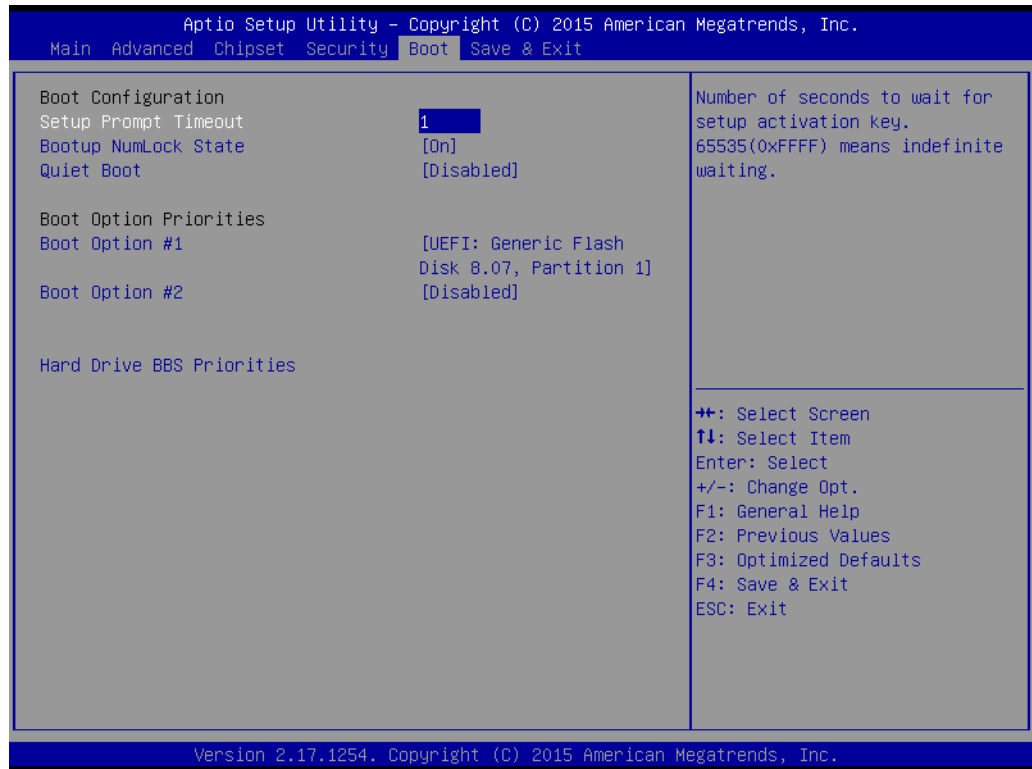 Aptio Setup Utility – Copyright (C) 2015 American Megatrends, Inc.
Main Advanced Chipset Security Boot Save & Exit
Boot Configuration
Setup Prompt Timeout 1
Bootup NumLock State [On]
Quiet Boot [Disabled]
Boot Option Priorities
Boot Option #1 [UEFI: Generic Flash
Disk 8.07, Partition 1]
Boot Option #2 [Disabled]
Hard Drive BBS Priorities
Number of seconds to wait for
setup activation key.
65535(0xFFFF) means indefinite
waiting.
→←: Select Screen
↑↓: Select Item
Enter: Select
+/-: Change Opt.
F1: General Help
F2: Previous Values
F3: Optimized Defaults
F4: Save & Exit
ESC: Exit
Version 2.17.1254. Copyright (C) 2015 American Megatrends, Inc.